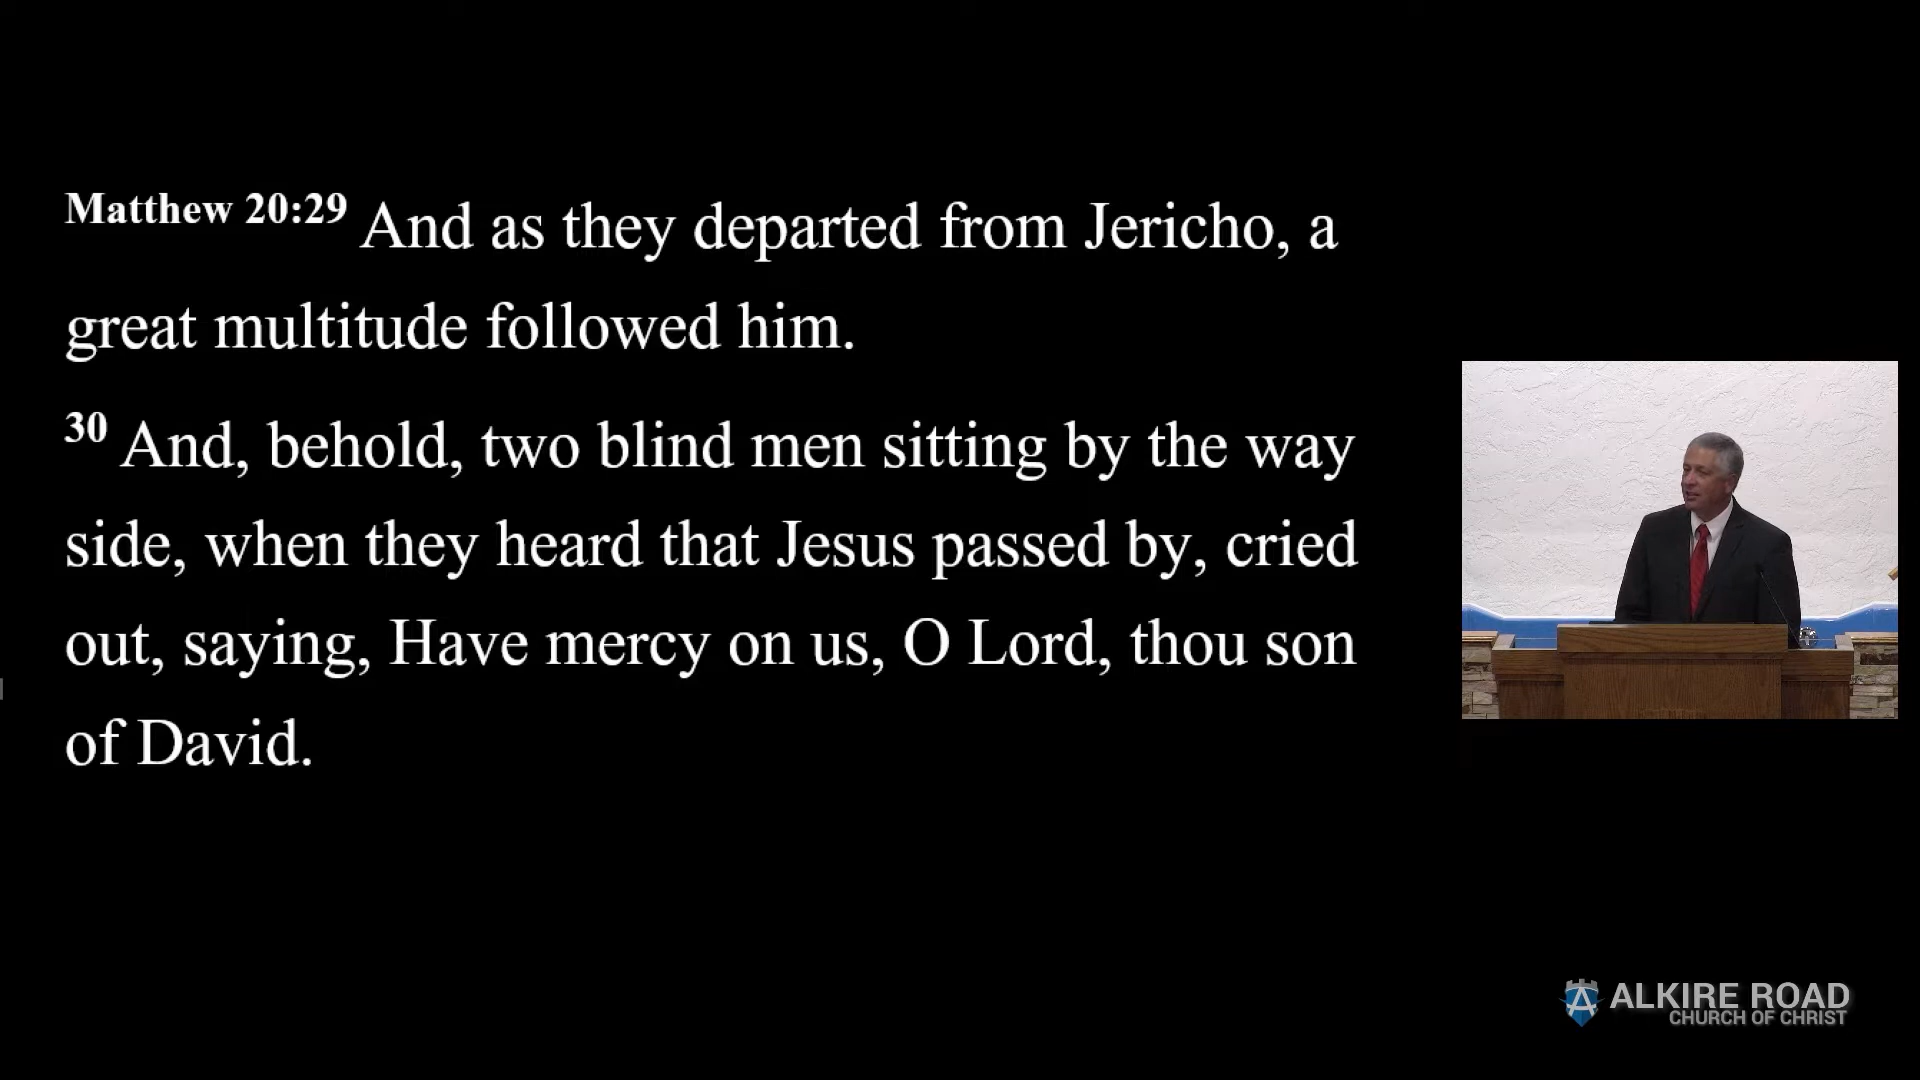 Matthew 20:29 And as they departed from Jericho, a
great multitude followed him.
30 And, behold, two blind men sitting by the way
side, when they heard that Jesus passed by, cried
out, saying, Have mercy on us, O Lord, thou son
of David.
ALKIRE ROAD
CHURCH OF CHRIST